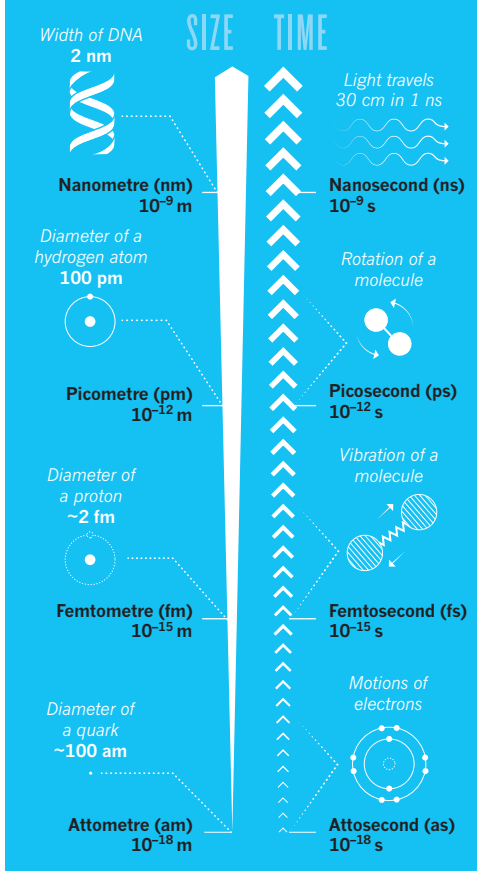 SIZE TIME
Width of DNA
2 nm
Light travels
30 cm in 1 ns
Nanometre (nm)
10⁻⁹ m
Nanosecond (ns)
10⁻⁹ s
Diameter of a
hydrogen atom
100 pm
Rotation of a
molecule
Picometre (pm)
10⁻¹² m
Picosecond (ps)
10⁻¹² s
Diameter of
a proton
~2 fm
Vibration of a
molecule
Femtometre (fm)
10⁻¹⁵ m
Femtosecond (fs)
10⁻¹⁵ s
Diameter of
a quark
~100 am
Motions of
electrons
Attometre (am)
10⁻¹⁸ m
Attosecond (as)
10⁻¹⁸ s